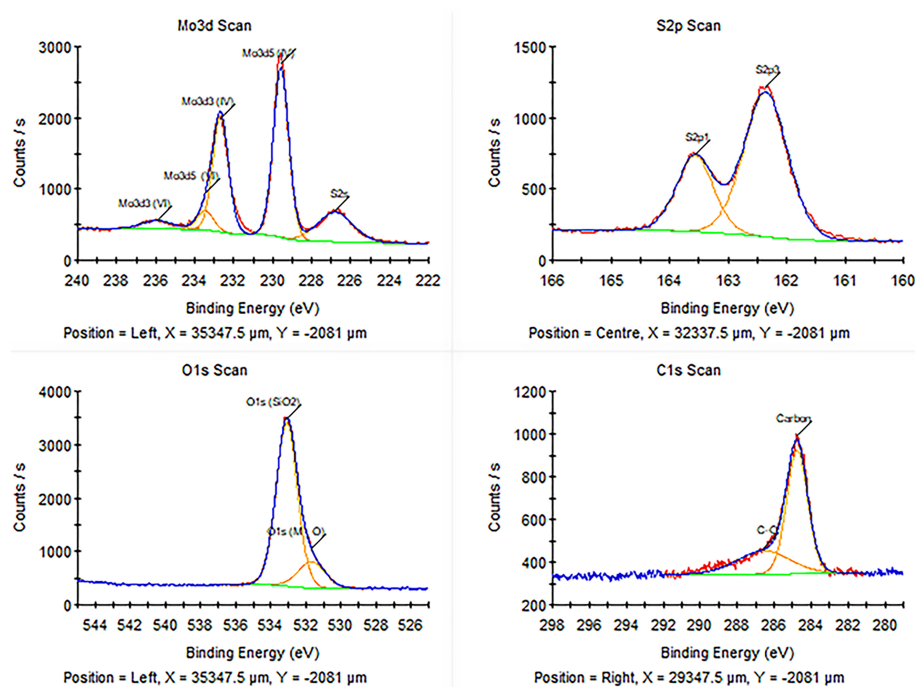 Mo3d Scan
3000
2000
1000
0
Counts / s
Mo3d5 (IV)
Mo3d3 (IV)
Mo3d5 (VI)
Mo3d3 (VI)
S2s
240 238 236 234 232 230 228 226 224 222
Binding Energy (eV)
Position = Left, X = 35347.5 µm, Y = -2081 µm
S2p Scan
1500
1000
500
0
Counts / s
S2p3
S2p1
166 165 164 163 162 161 160
Binding Energy (eV)
Position = Centre, X = 32337.5 µm, Y = -2081 µm
O1s Scan
4000
3000
2000
1000
0
Counts / s
O1s (SiO2)
O1s (M O)
544 542 540 538 536 534 532 530 528 526
Binding Energy (eV)
Position = Left, X = 35347.5 µm, Y = -2081 µm
C1s Scan
1000
800
600
400
200
Counts / s
Carbon
C-O
298 296 294 292 290 288 286 284 282 280
Binding Energy (eV)
Position = Right, X = 29347.5 µm, Y = -2081 µm